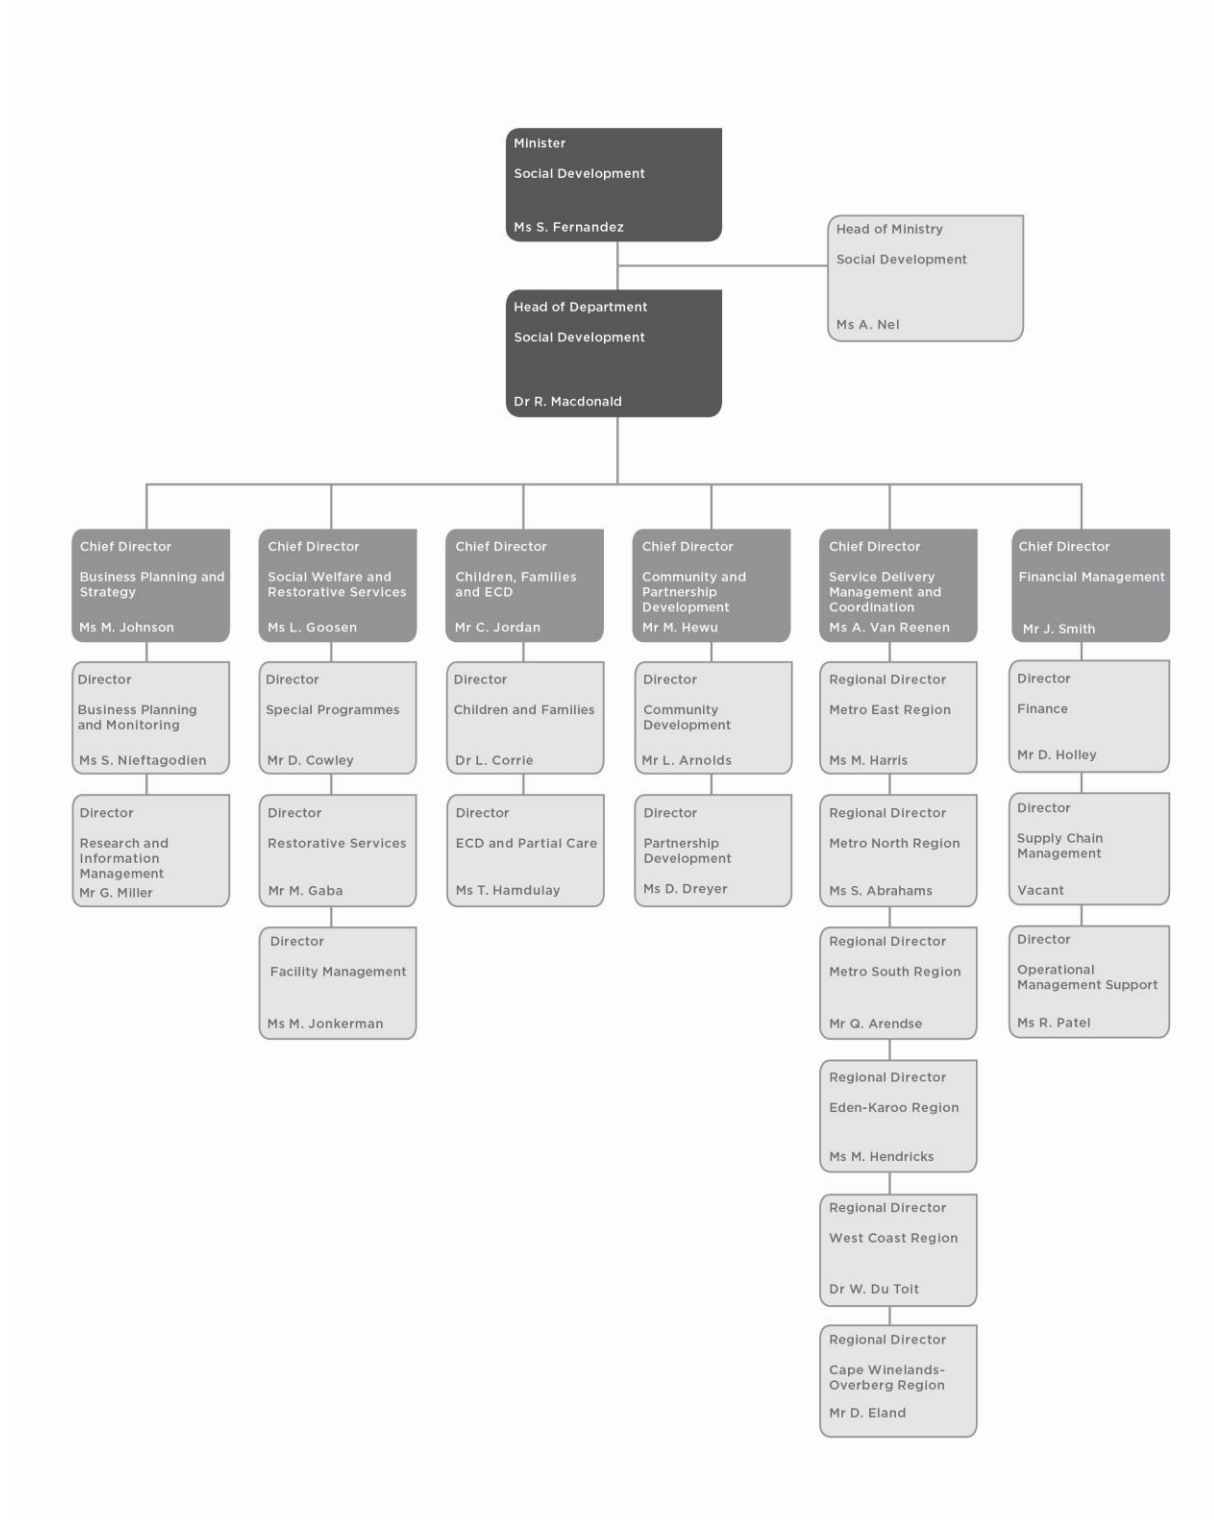 Minister
Social Development
Ms S. Fernandez
Head of Ministry
Social Development
Ms A. Nel
Head of Department
Social Development
Dr R. Macdonald
Chief Director
Business Planning and
Strategy
Ms M. Johnson
Director
Business Planning
and Monitoring
Ms S. Nieftagodien
Director
Research and
Information
Management
Mr G. Miller
Chief Director
Social Welfare and
Restorative Services
Ms L. Goosen
Director
Special Programmes
Mr D. Cowley
Director
Restorative Services
Mr M. Gaba
Director
Facility Management
Ms M. Jonkerman
Chief Director
Children, Families
and ECD
Mr C. Jordan
Director
Children and Families
Dr L. Corrie
Director
ECD and Partial Care
Ms T. Hamdulay
Chief Director
Community and
Partnership
Development
Mr M. Hewu
Director
Community
Development
Mr L. Arnolds
Director
Partnership
Development
Ms D. Dreyer
Chief Director
Service Delivery
Management and
Coordination
Ms A. Van Reenen
Regional Director
Metro East Region
Ms M. Harris
Regional Director
Metro North Region
Ms S. Abrahams
Regional Director
Metro South Region
Mr Q. Arendse
Regional Director
Eden-Karoo Region
Ms M. Hendricks
Regional Director
West Coast Region
Dr W. Du Toit
Regional Director
Cape Winelands-
Overberg Region
Mr D. Eland
Chief Director
Financial Management
Mr J. Smith
Director
Finance
Mr D. Holley
Director
Supply Chain
Management
Vacant
Director
Operational
Management Support
Ms R. Patel